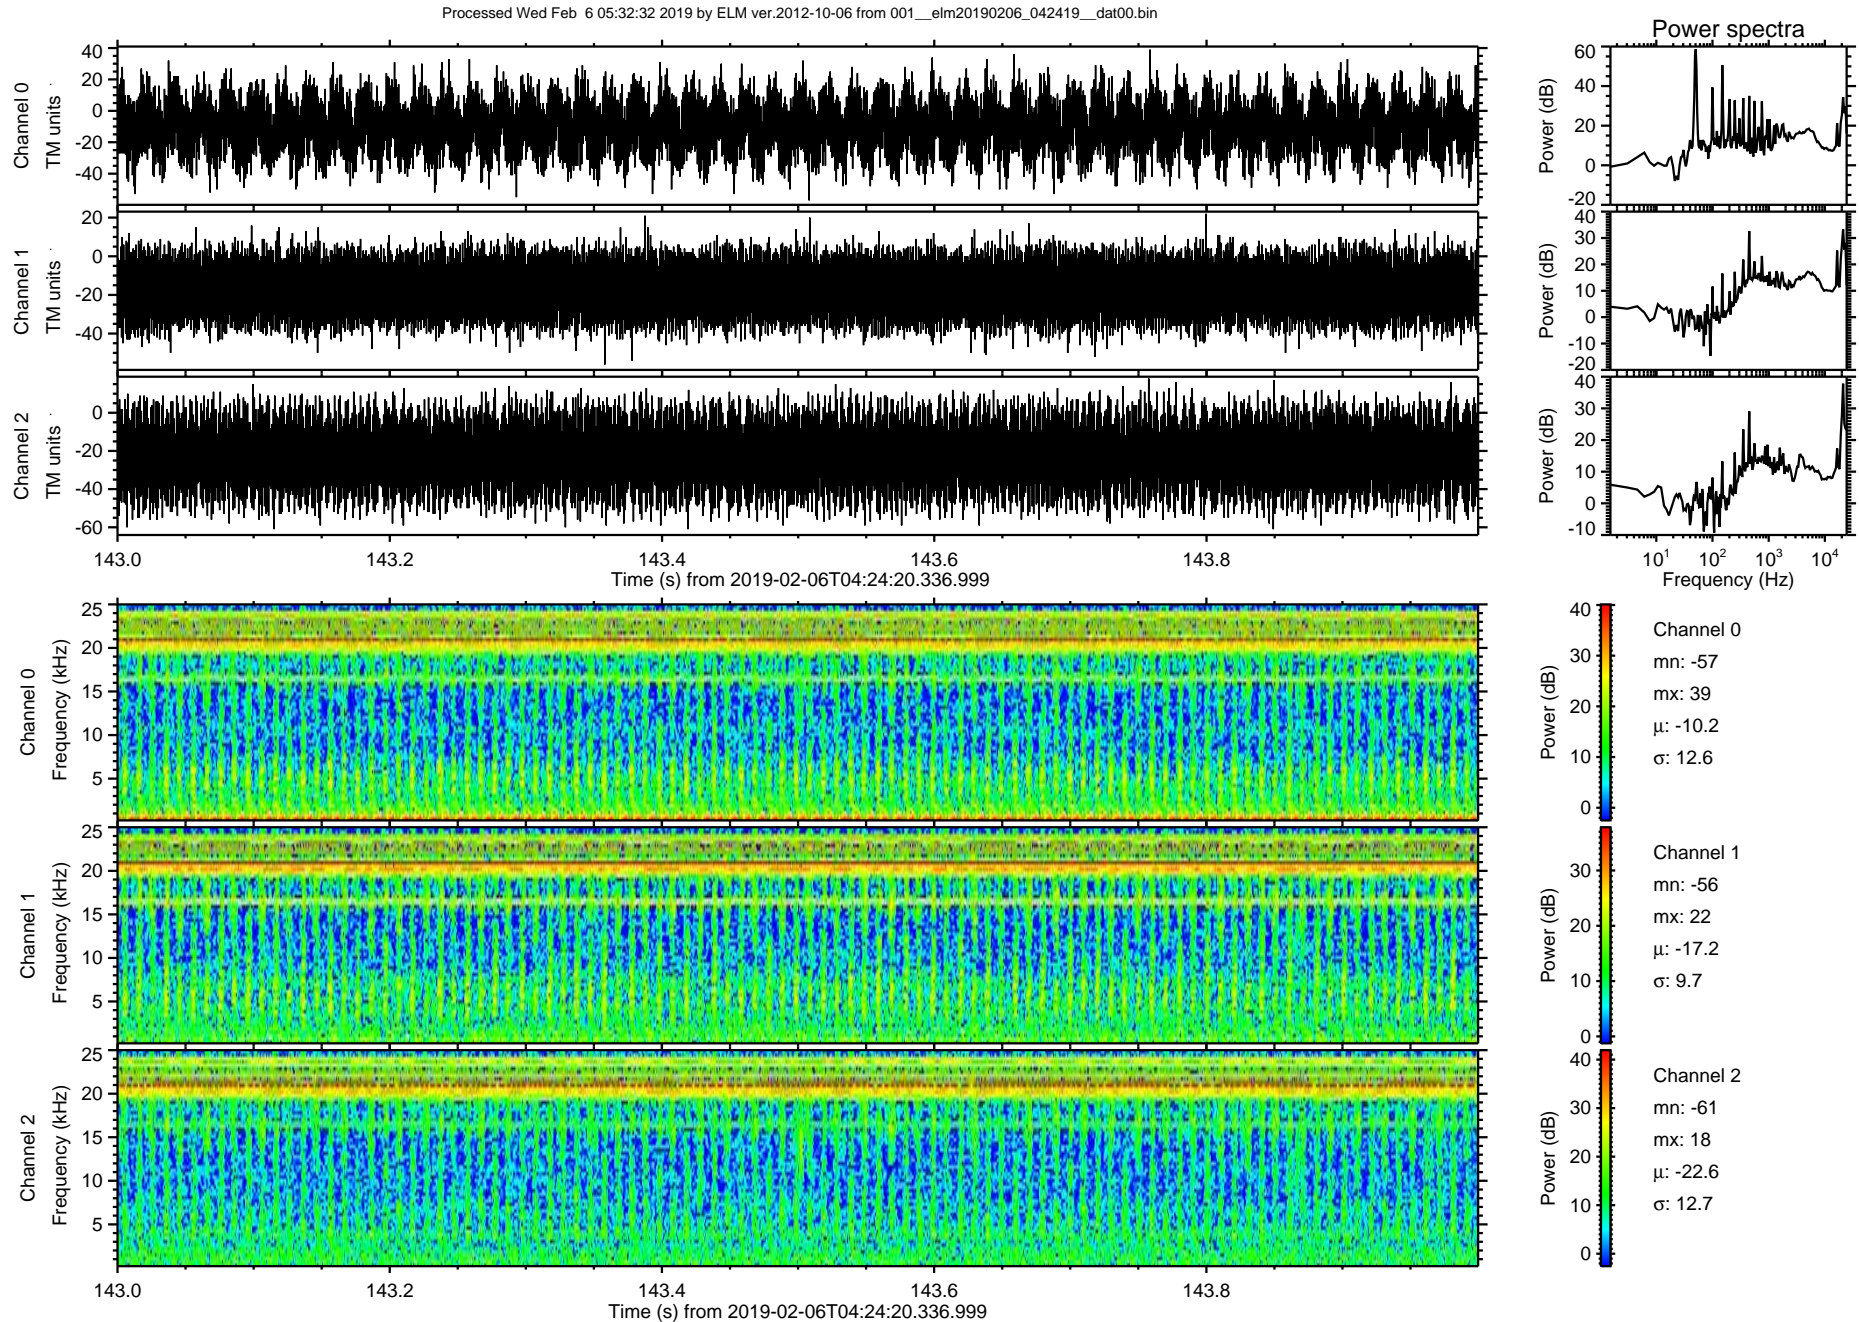 Processed Wed Feb  6 05:32:32 2019 by ELM ver.2012-10-06 from 001__elm20190206_042419__dat00.bin
Power spectra
Channel 0
TM units
40
20
0
-20
-40
Power (dB)
60
40
20
0
-20
Channel 1
TM units
20
0
-20
-40
Power (dB)
40
30
20
10
0
-10
-20
Channel 2
TM units
0
-20
-40
-60
Power (dB)
40
30
20
10
0
-10
143.0 143.2 143.4 143.6 143.8
Time (s) from 2019-02-06T04:24:20.336.999
10¹ 10² 10³ 10⁴
Frequency (Hz)
Channel 0
Frequency (kHz)
25
20
15
10
5
Power (dB)
40
30
20
10
0
Channel 0
mn: -57
mx: 39
μ: -10.2
σ: 12.6
Channel 1
Frequency (kHz)
25
20
15
10
5
Power (dB)
30
20
10
0
Channel 1
mn: -56
mx: 22
μ: -17.2
σ: 9.7
Channel 2
Frequency (kHz)
25
20
15
10
5
Power (dB)
40
30
20
10
0
Channel 2
mn: -61
mx: 18
μ: -22.6
σ: 12.7
143.0 143.2 143.4 143.6 143.8
Time (s) from 2019-02-06T04:24:20.336.999